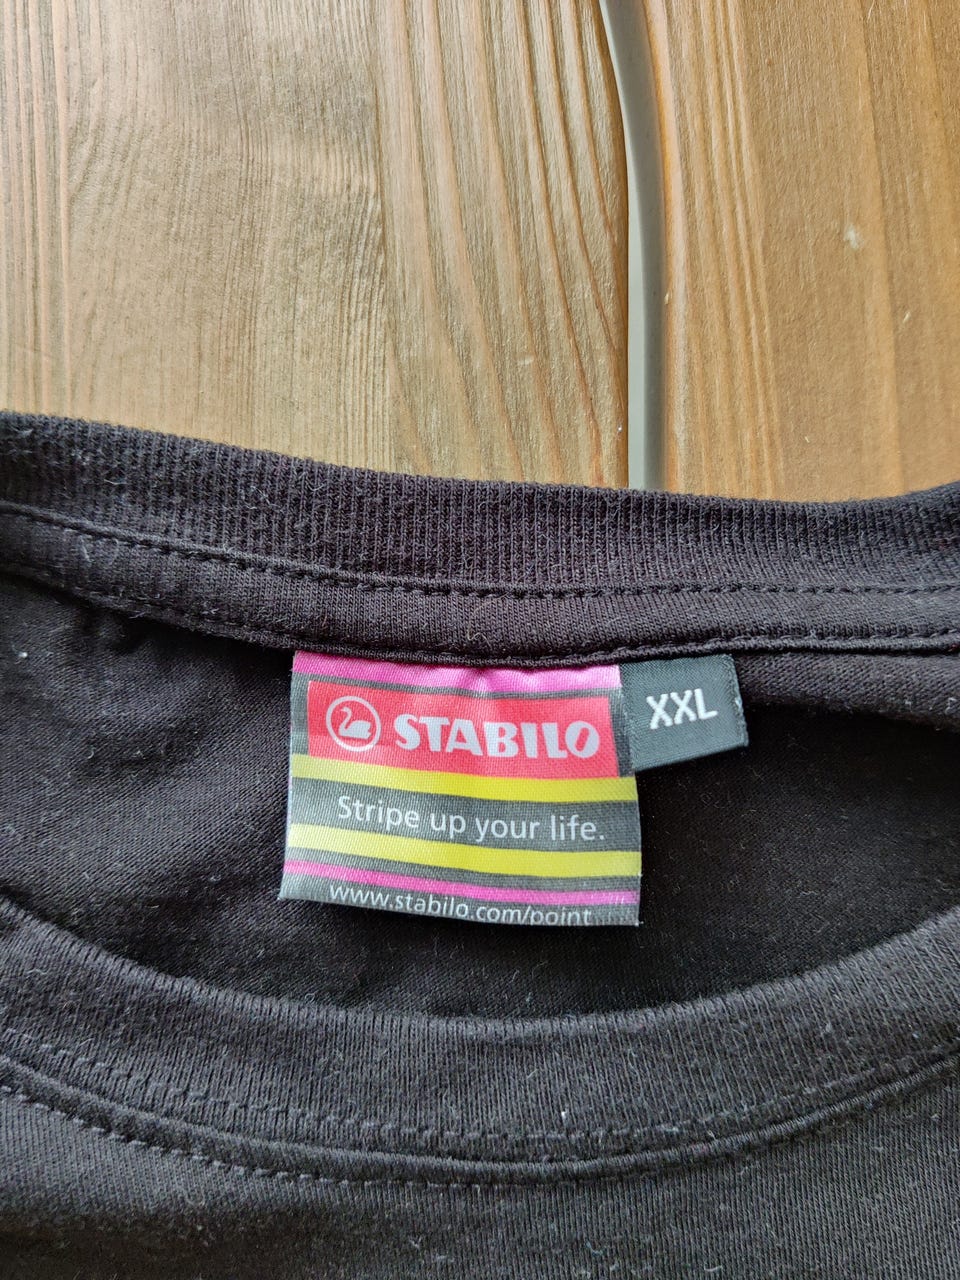 STABILO
XXL
Stripe up your life.
www.stabilo.com/point